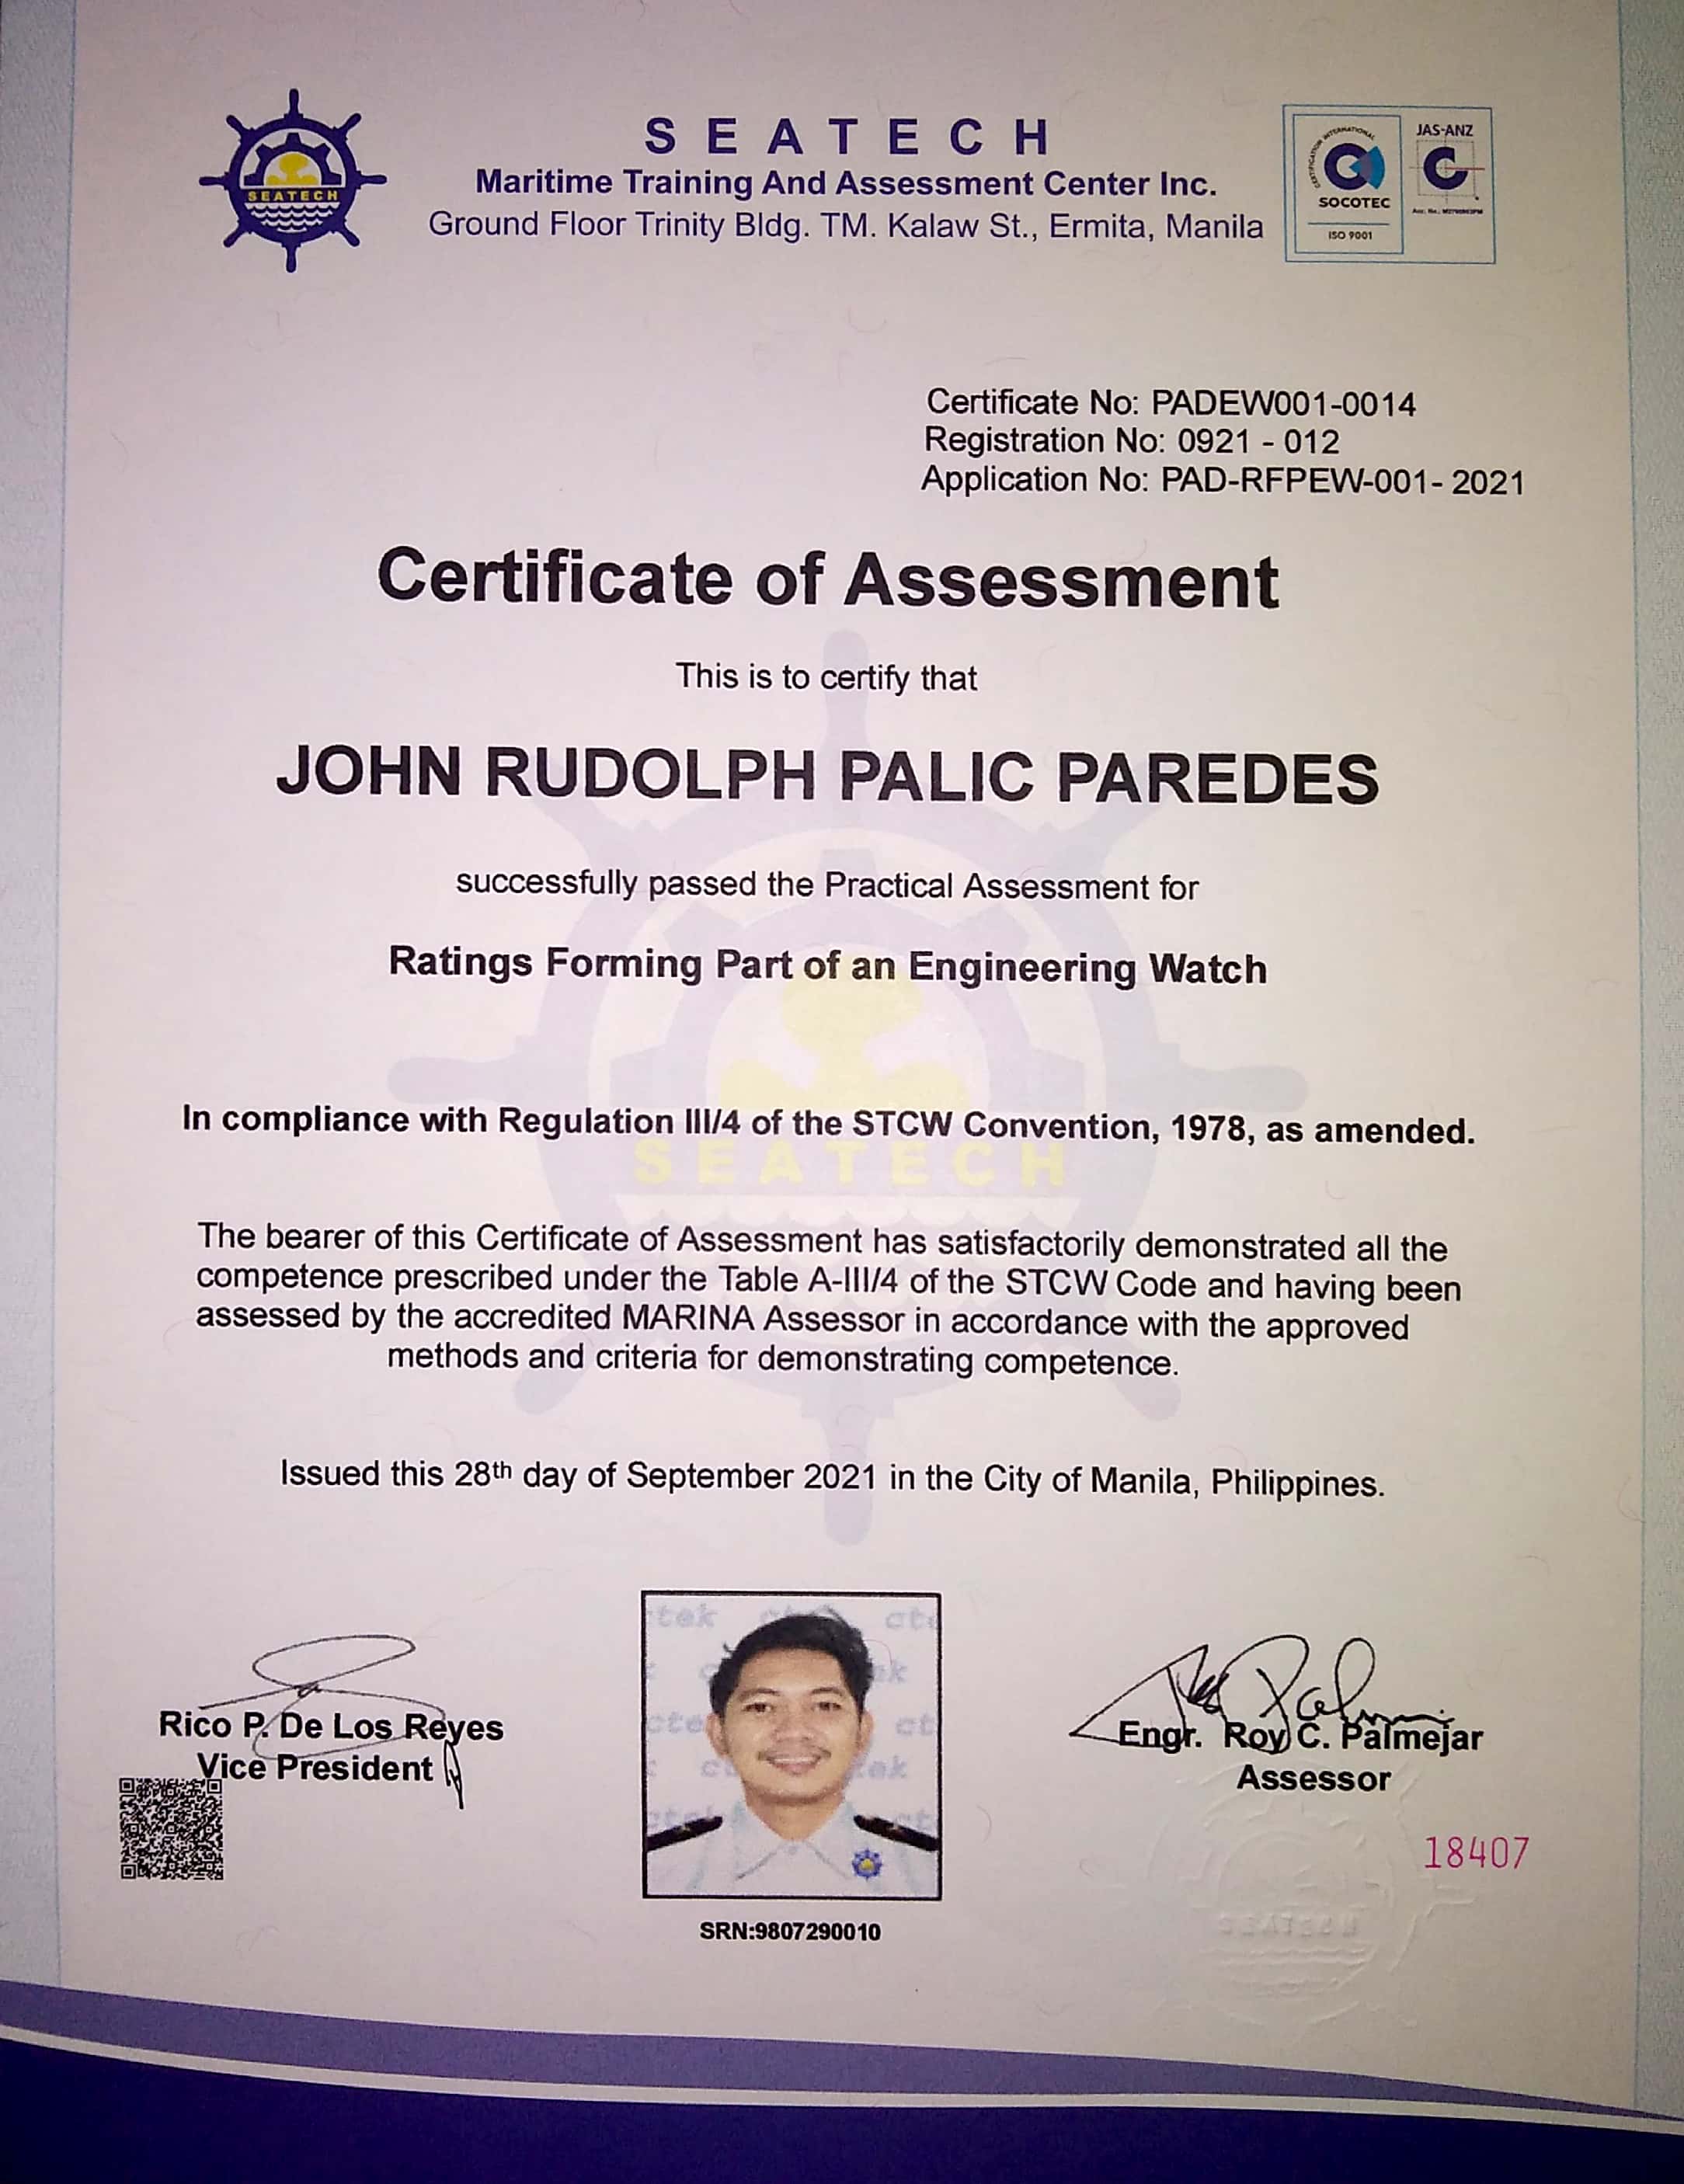 SEATECH
S E A T E C H
Maritime Training And Assessment Center Inc.
Ground Floor Trinity Bldg. TM. Kalaw St., Ermita, Manila
CERTIFICATION INTERNATIONAL
SOCOTEC
ISO 9001
JAS-ANZ
C
Certificate No: PADEW001-0014
Registration No: 0921 - 012
Application No: PAD-RFPEW-001- 2021
Certificate of Assessment
This is to certify that
JOHN RUDOLPH PALIC PAREDES
successfully passed the Practical Assessment for
Ratings Forming Part of an Engineering Watch
In compliance with Regulation III/4 of the STCW Convention, 1978, as amended.
SEATECH
The bearer of this Certificate of Assessment has satisfactorily demonstrated all the
competence prescribed under the Table A-III/4 of the STCW Code and having been
assessed by the accredited MARINA Assessor in accordance with the approved
methods and criteria for demonstrating competence.
Issued this 28th day of September 2021 in the City of Manila, Philippines.
Rico P. De Los Reyes
Vice President
Engr. Roy C. Palmejar
Assessor
18407
SRN:9807290010